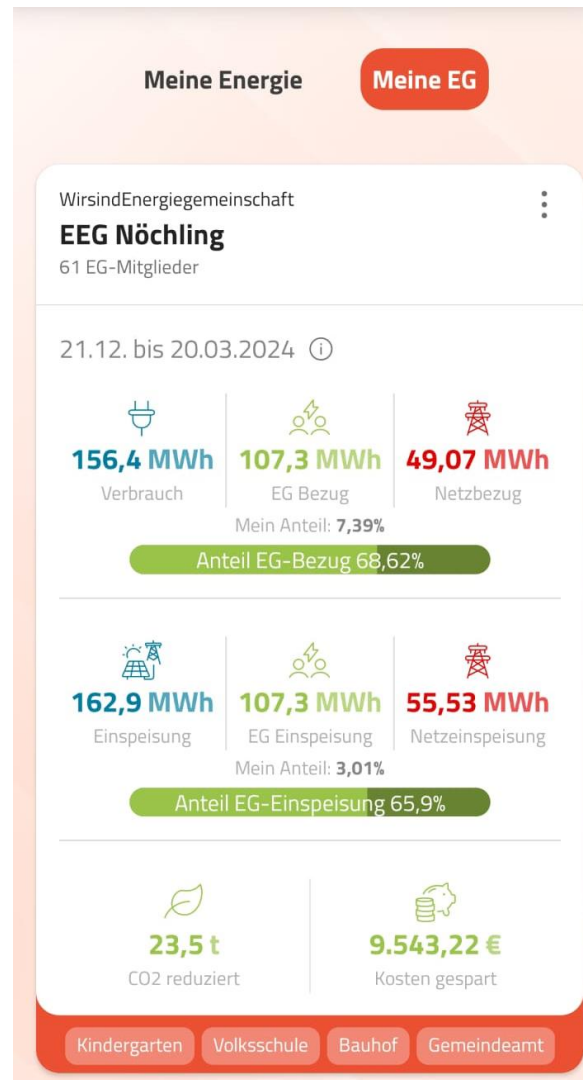 Meine Energie
Meine EG
WirsindEnergiegemeinschaft
EEG Nöchling
61 EG-Mitglieder
21.12. bis 20.03.2024
156,4 MWh
107,3 MWh
49,07 MWh
Verbrauch
EG Bezug
Netzbezug
Mein Anteil: 7,39%
Anteil EG-Bezug 68,62%
162,9 MWh
107,3 MWh
55,53 MWh
Einspeisung
EG Einspeisung
Netzeinspeisung
Mein Anteil: 3,01%
Anteil EG-Einspeisung 65,9%
23,5 t
9.543,22 €
CO2 reduziert
Kosten gespart
Kindergarten
Volksschule
Bauhof
Gemeindeamt